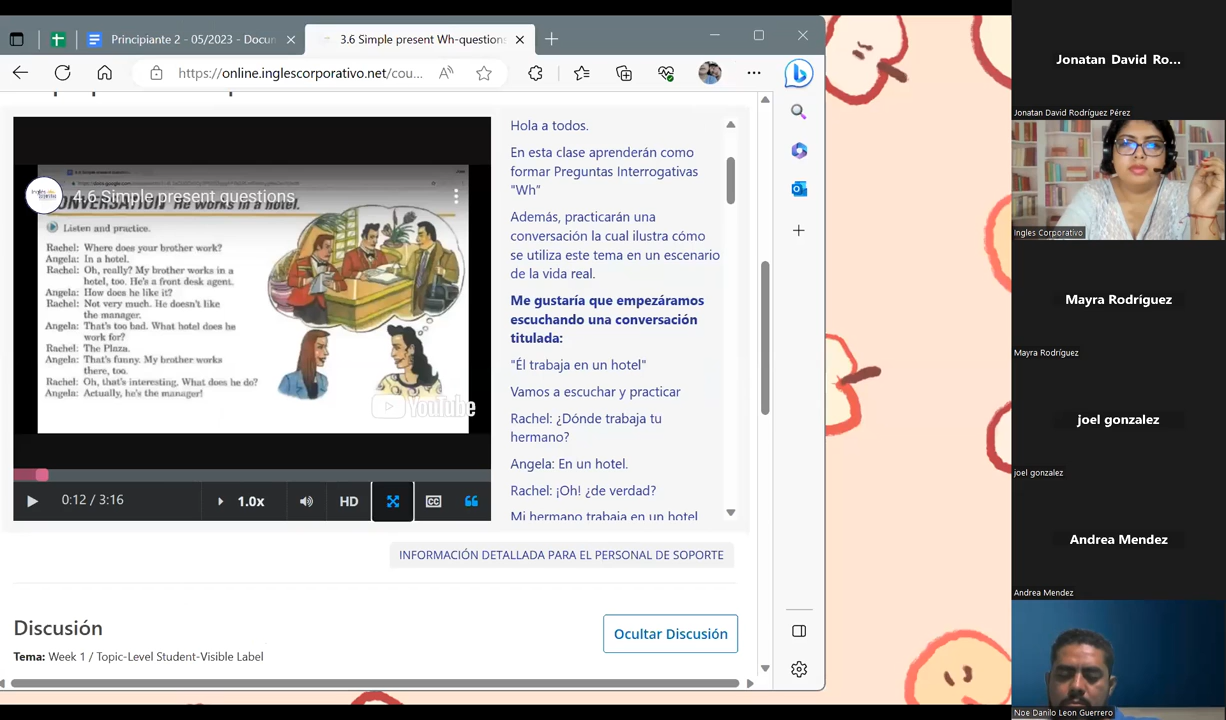 Principiante 2 - 05/2023 - Docun
3.6 Simple present Wh-questions
https://online.inglescorporativo.net/cou...
4.6 Simple present questions
CONVERSATION He works in a hotel.
Listen and practice.
Rachel: Where does your brother work?
Angela: In a hotel.
Rachel: Oh, really? My brother works in a
hotel, too. He's a front desk agent.
Angela: How does he like it?
Rachel: Not very much. He doesn't like
the manager.
Angela: That's too bad. What hotel does he
work for?
Rachel: The Plaza.
Angela: That's funny. My brother works
there, too.
Rachel: Oh, that's interesting. What does he do?
Angela: Actually, he's the manager!
YouTube
0:12 / 3:16
1.0x
HD
CC
Hola a todos.
En esta clase aprenderán como
formar Preguntas Interrogativas
"Wh"
Además, practicarán una
conversación la cual ilustra cómo
se utiliza este tema en un escenario
de la vida real.
Me gustaría que empezáramos
escuchando una conversación
titulada:
"Él trabaja en un hotel"
Vamos a escuchar y practicar
Rachel: ¿Dónde trabaja tu
hermano?
Angela: En un hotel.
Rachel: ¡Oh! ¿de verdad?
Mi hermano trabaja en un hotel
INFORMACIÓN DETALLADA PARA EL PERSONAL DE SOPORTE
Discusión
Ocultar Discusión
Tema: Week 1 / Topic-Level Student-Visible Label
Jonatan David Ro...
Jonatan David Rodríguez Pérez
Ingles Corporativo
Mayra Rodríguez
Mayra Rodríguez
joel gonzalez
joel gonzalez
Andrea Mendez
Andrea Mendez
Noe Danilo Leon Guerrero